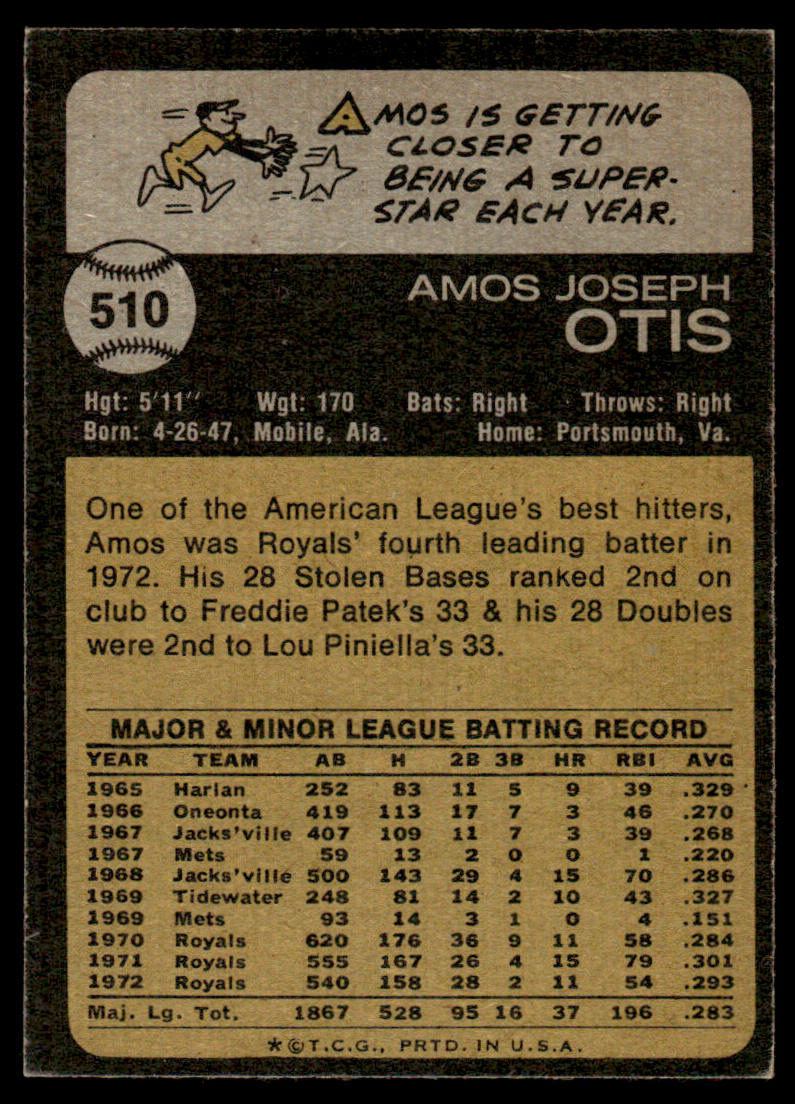 AMOS IS GETTING
CLOSER TO
BEING A SUPER-
STAR EACH YEAR.
510
AMOS JOSEPH
OTIS
Hgt: 5'11" Wgt: 170 Bats: Right Throws: Right
Born: 4-26-47, Mobile, Ala. Home: Portsmouth, Va.
One of the American League's best hitters,
Amos was Royals' fourth leading batter in
1972. His 28 Stolen Bases ranked 2nd on
club to Freddie Patek's 33 & his 28 Doubles
were 2nd to Lou Piniella's 33.
MAJOR & MINOR LEAGUE BATTING RECORD
YEAR TEAM AB H 2B 3B HR RBI AVG
1965 Harlan 252 83 11 5 9 39 .329
1966 Oneonta 419 113 17 7 3 46 .270
1967 Jacks'ville 407 109 11 7 3 39 .268
1967 Mets 59 13 2 0 0 1 .220
1968 Jacks'ville 500 143 29 4 15 70 .286
1969 Tidewater 248 81 14 2 10 43 .327
1969 Mets 93 14 3 1 0 4 .151
1970 Royals 620 176 36 9 11 58 .284
1971 Royals 555 167 26 4 15 79 .301
1972 Royals 540 158 28 2 11 54 .293
Maj. Lg. Tot. 1867 528 95 16 37 196 .283
*©T.C.G., PRTD. IN U.S.A.